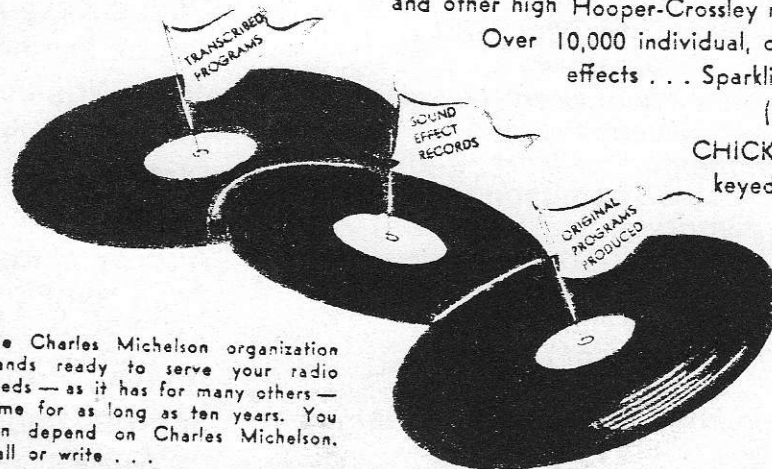 and other high Hooper-Crossley
Over 10,000 individual,
effects . . . Sparkli
(
CHICK
keyed
TRANSCRIBED
PROGRAMS
SOUND
EFFECT
RECORDS
ORIGINAL
PROGRAMS
PRODUCED
e Charles Michelson organization
ands ready to serve your radio
eds — as it has for many others —
me for as long as ten years. You
n depend on Charles Michelson.
all or write . . .